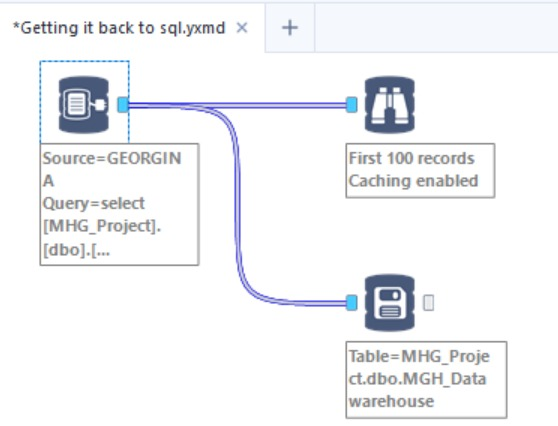 *Getting it back to sql.yxmd × +
Source=GEORGIN
A
Query=select
[MHG_Project].
[dbo].[...
First 100 records
Caching enabled
Table=MHG_Proje
ct.dbo.MGH_Data
warehouse